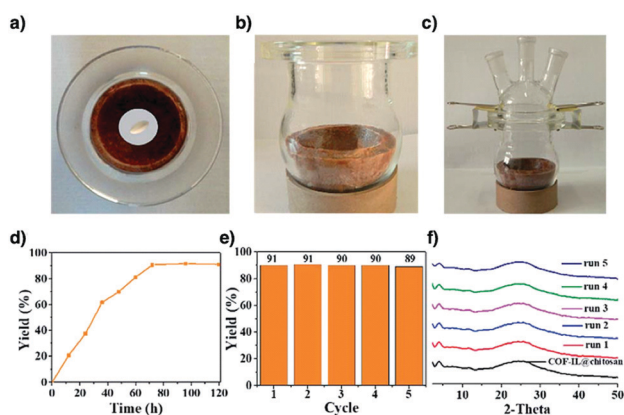 a)
b)
c)
d)
100
80
60
40
20
0
Yield (%)
0 20 40 60 80 100 120
Time (h)
e)
100
80
60
40
20
0
Yield (%)
91 91 90 90 89
1 2 3 4 5
Cycle
f)
run 5
run 4
run 3
run 2
run 1
COF-IL@chitosan
10 20 30 40 50
2-Theta